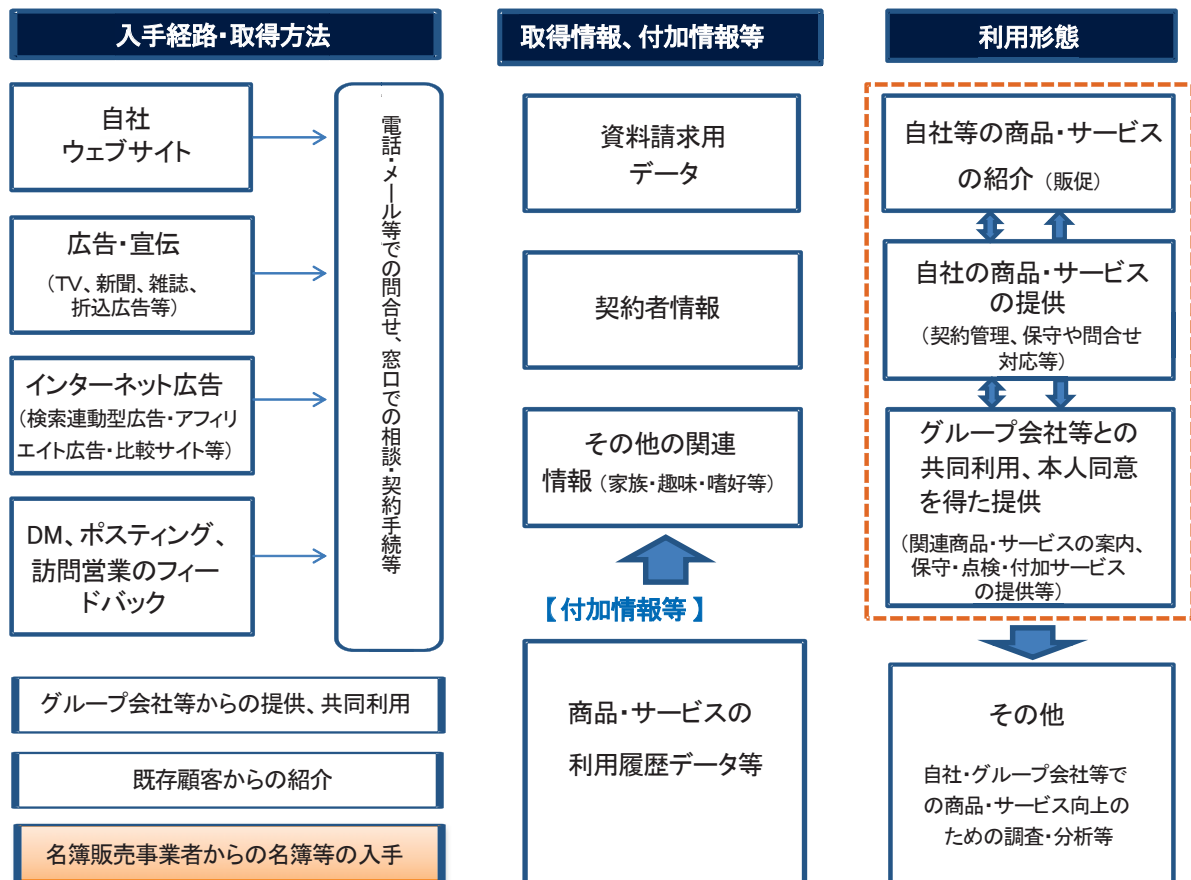 入手経路・取得方法
自社
ウェブサイト
広告・宣伝
（TV、新聞、雑誌、
折込広告等）
インターネット広告
（検索連動型広告・アフィリ
エイト広告・比較サイト等）
DM、ポスティング、
訪問営業のフィー
ドバック
電話・メール等での問合せ、窓口での相談・契約手続等
グループ会社等からの提供、共同利用
既存顧客からの紹介
名簿販売事業者からの名簿等の入手
取得情報、付加情報等
資料請求用
データ
契約者情報
その他の関連
情報（家族・趣味・嗜好等）
【付加情報等】
商品・サービスの
利用履歴データ等
利用形態
自社等の商品・サービス
の紹介（販促）
自社の商品・サービス
の提供
（契約管理、保守や問合せ
対応等）
グループ会社等との
共同利用、本人同意
を得た提供
（関連商品・サービスの案内、
保守・点検・付加サービス
の提供等）
その他
自社・グループ会社等で
の商品・サービス向上の
ための調査・分析等